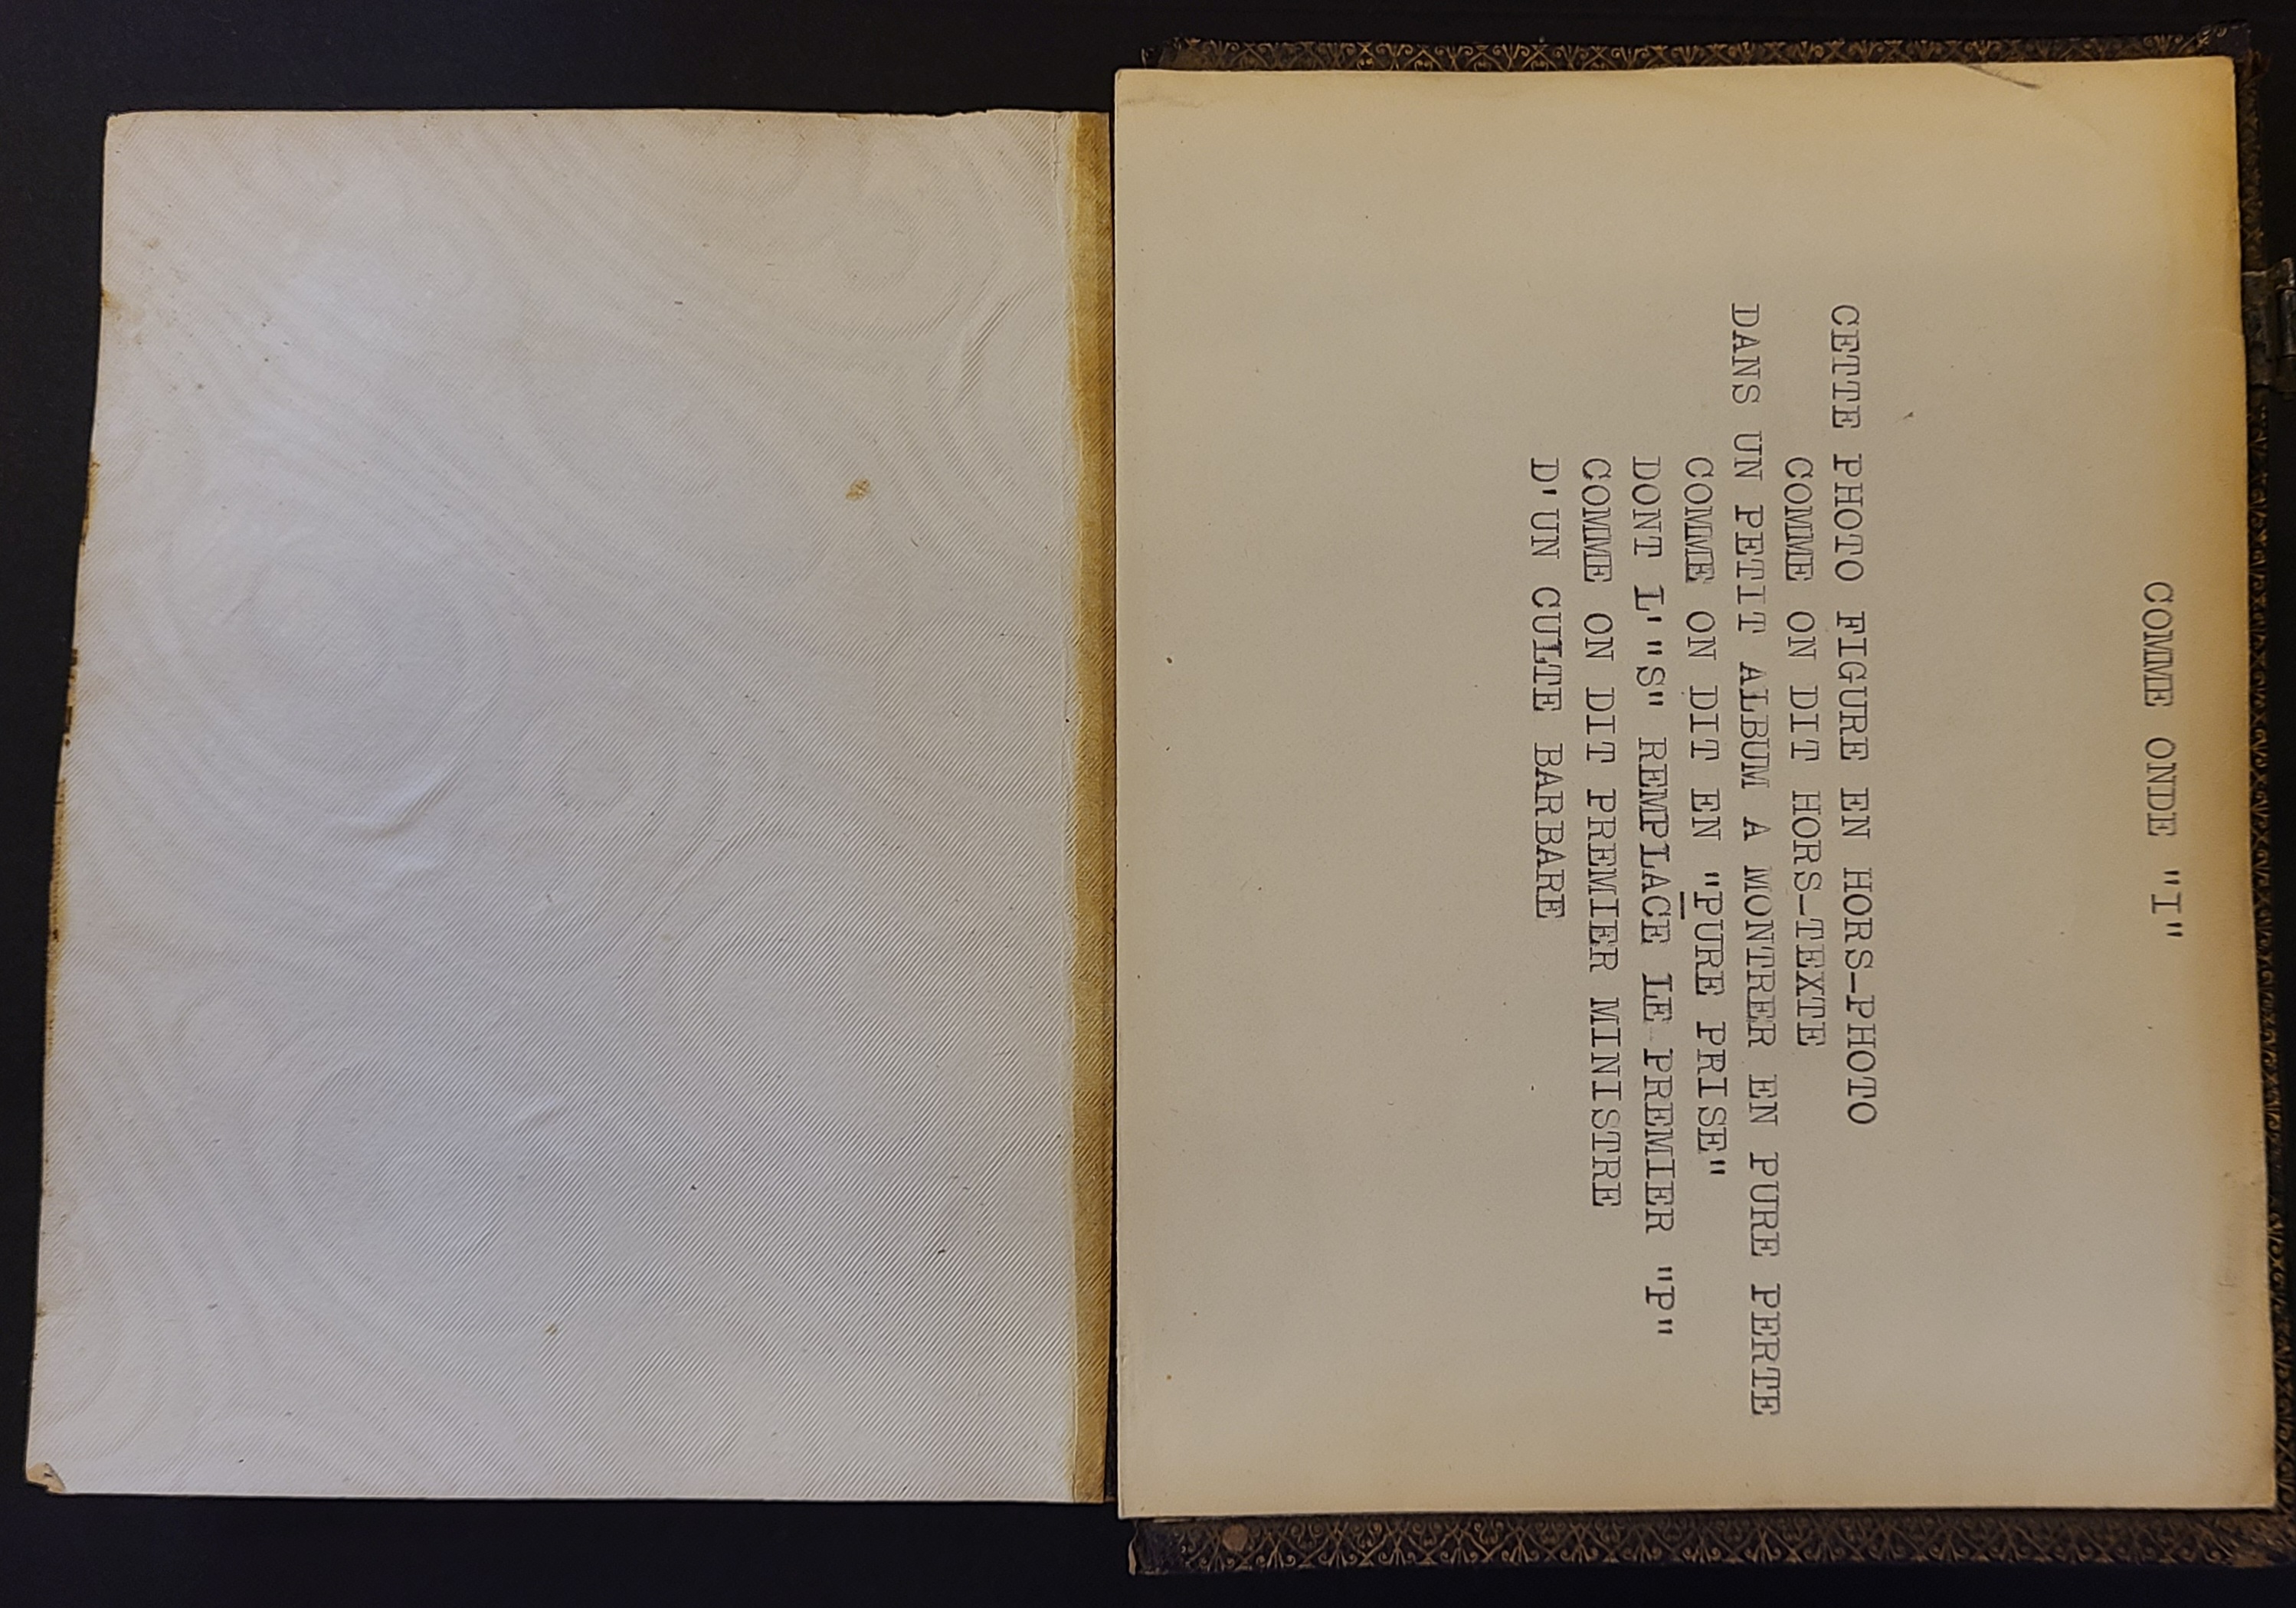 COMME ONDE "I"
CETTE PHOTO FIGURE EN HORS-PHOTO
COMME ON DIT HORS-TEXTE
DANS UN PETIT ALBUM A MONTRER EN PURE PERTE
COMME ON DIT EN "PURE PRISE"
DONT L'"S" REMPLACE LE PREMIER "P"
COMME ON DIT PREMIER MINISTRE
D'UN CULTE BARBARE